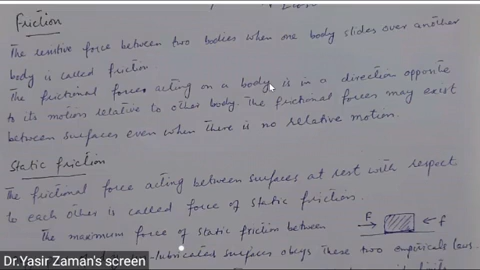 Friction
The resistive force between two bodies when one body slides over another
body is called friction.
The frictional forces acting on a body is in a direction opposite
to its motion relative to other body. The frictional forces may exist
between surfaces even when there is no relative motion.
Static friction
The frictional force acting between surfaces at rest with respect
to each other is called force of static friction.
F f
The maximum force of static friction between
-lubricated surfaces obeys these two empiricals laws.
Dr.Yasir Zaman's screen